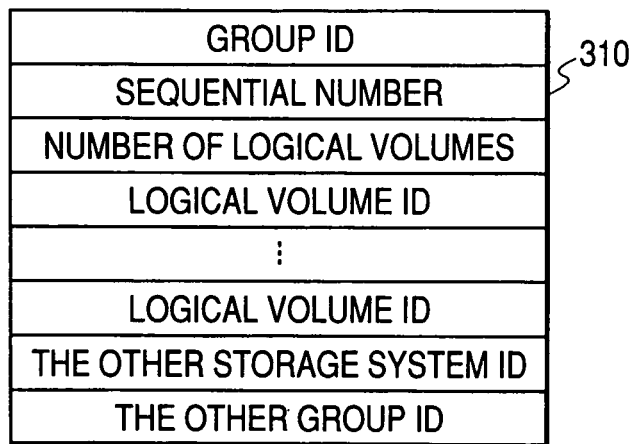 GROUP ID
310
SEQUENTIAL NUMBER
NUMBER OF LOGICAL VOLUMES
LOGICAL VOLUME ID
⋮
LOGICAL VOLUME ID
THE OTHER STORAGE SYSTEM ID
THE OTHER GROUP ID